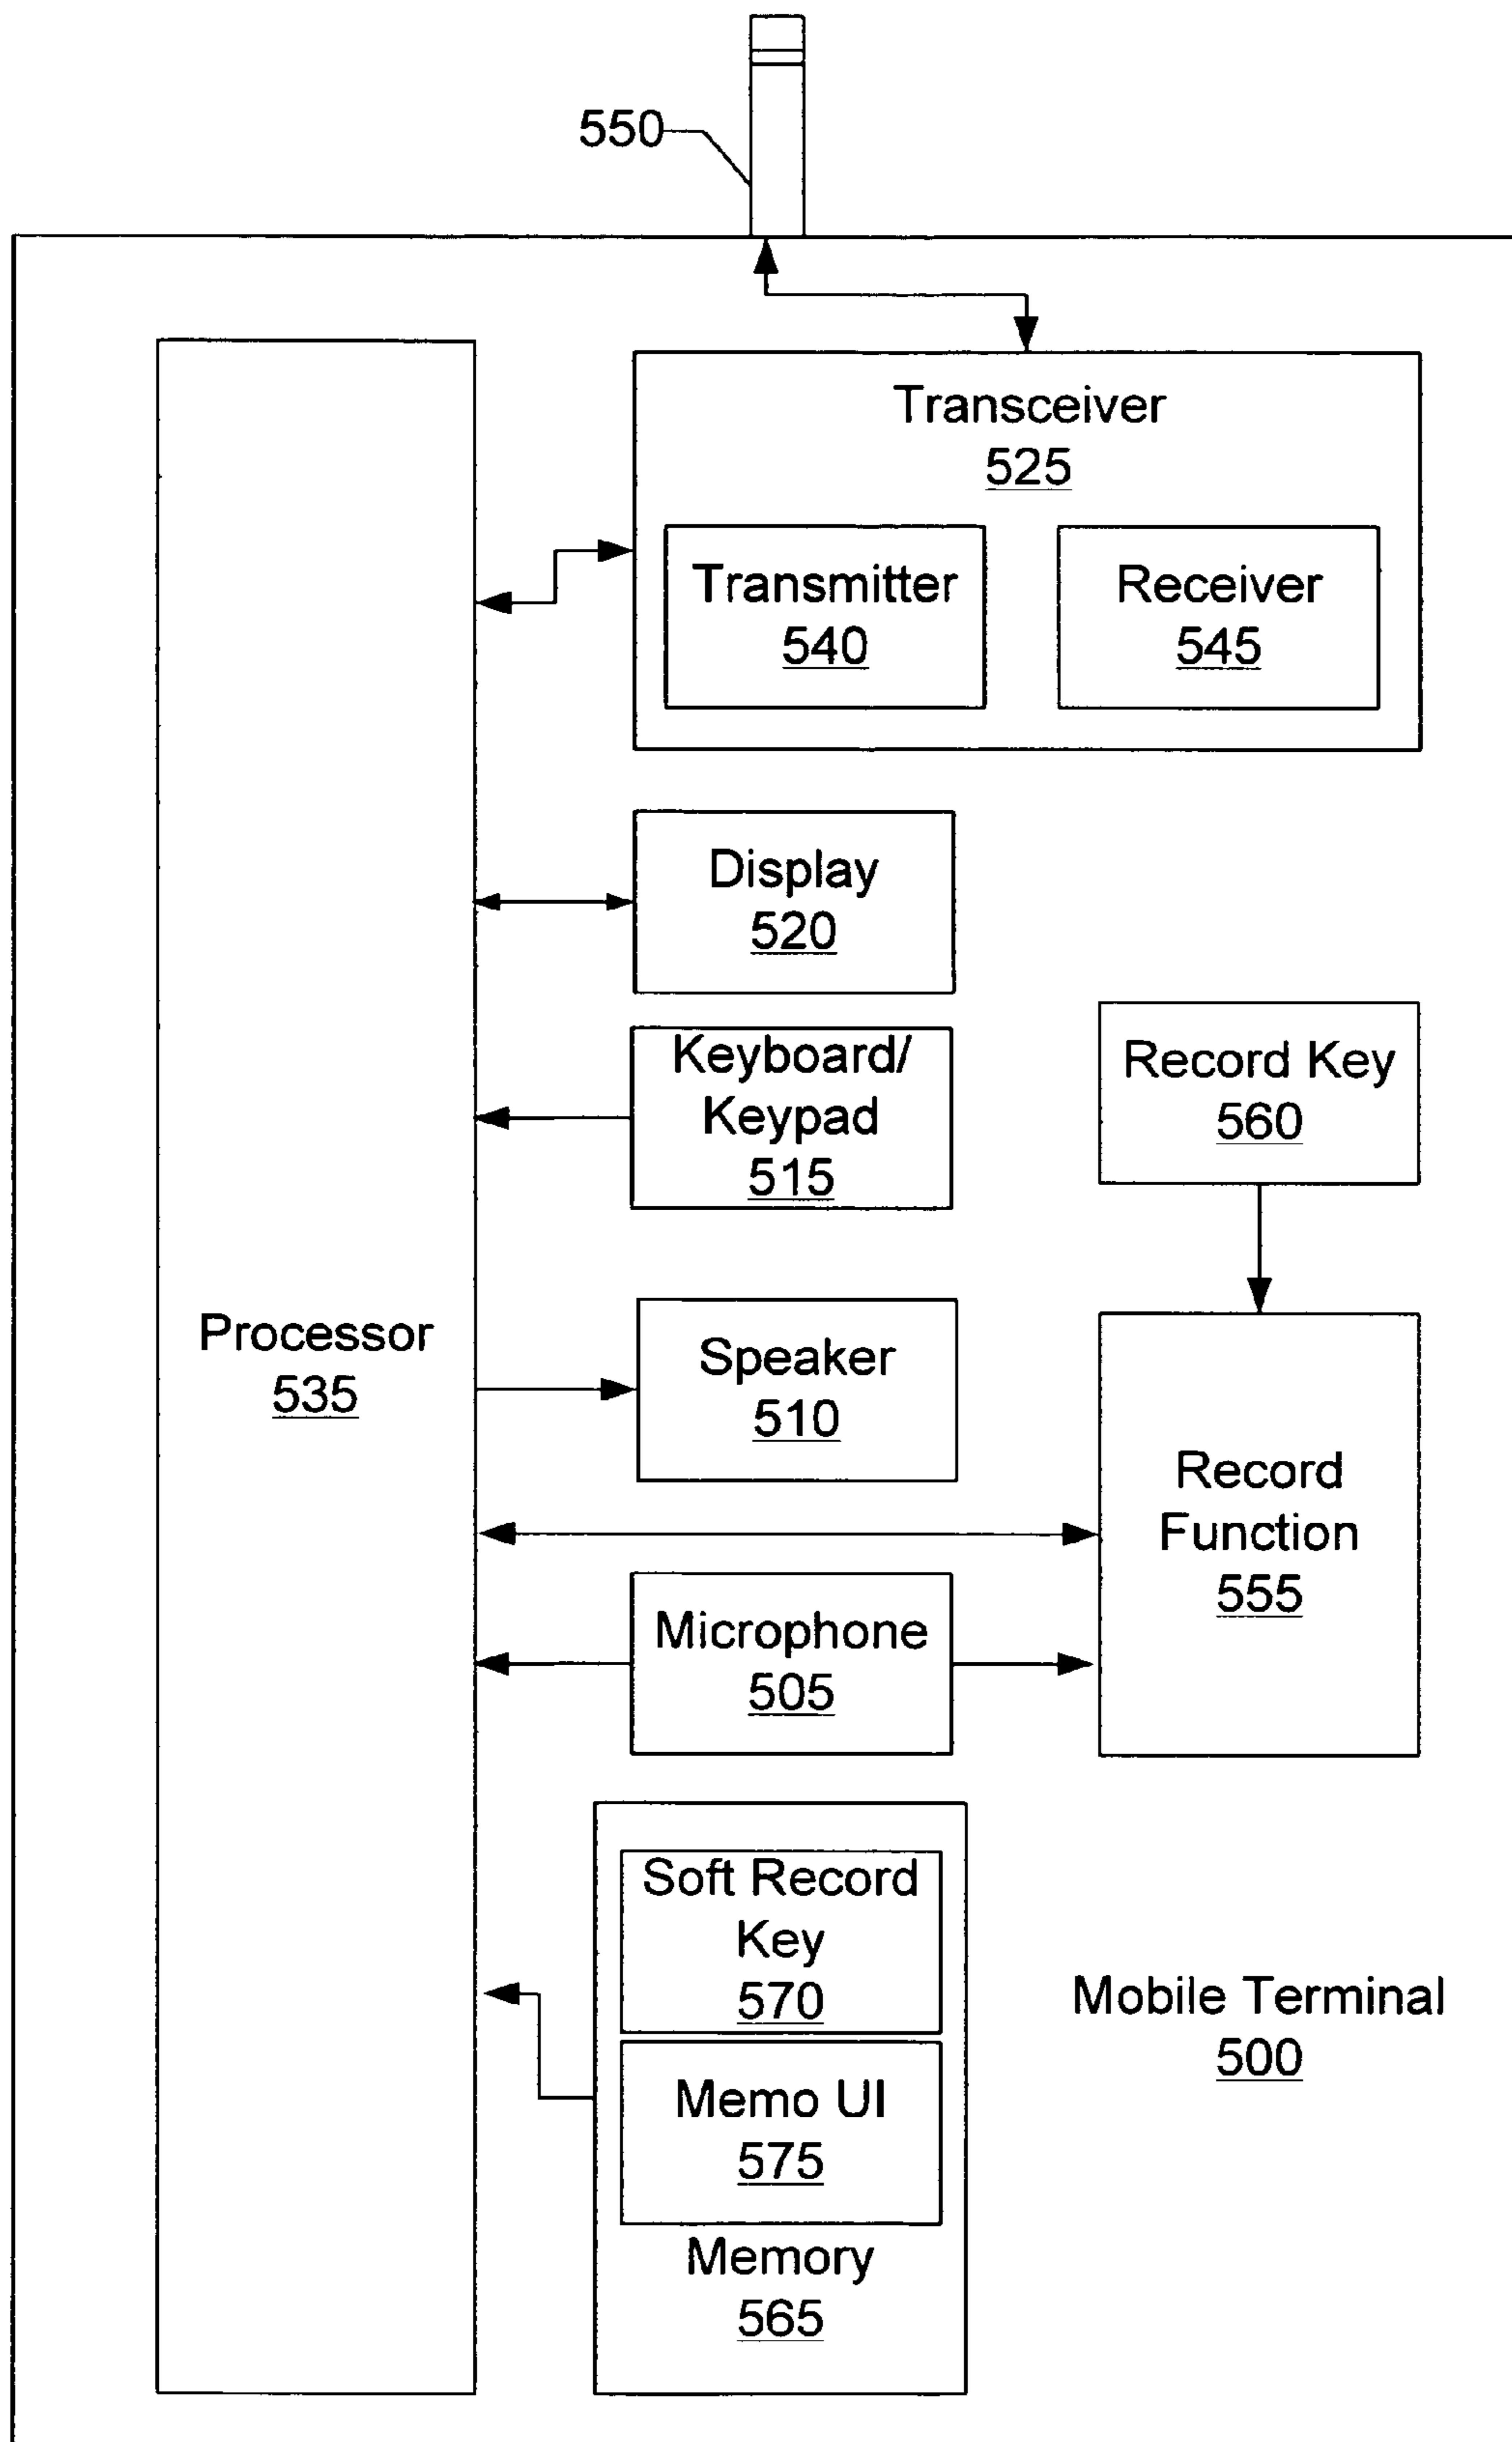 550
Transceiver
525
Transmitter
540
Receiver
545
Display
520
Keyboard/
Keypad
515
Record Key
560
Processor
535
Speaker
510
Record
Function
555
Microphone
505
Soft Record
Key
570
Memo UI
575
Memory
565
Mobile Terminal
500